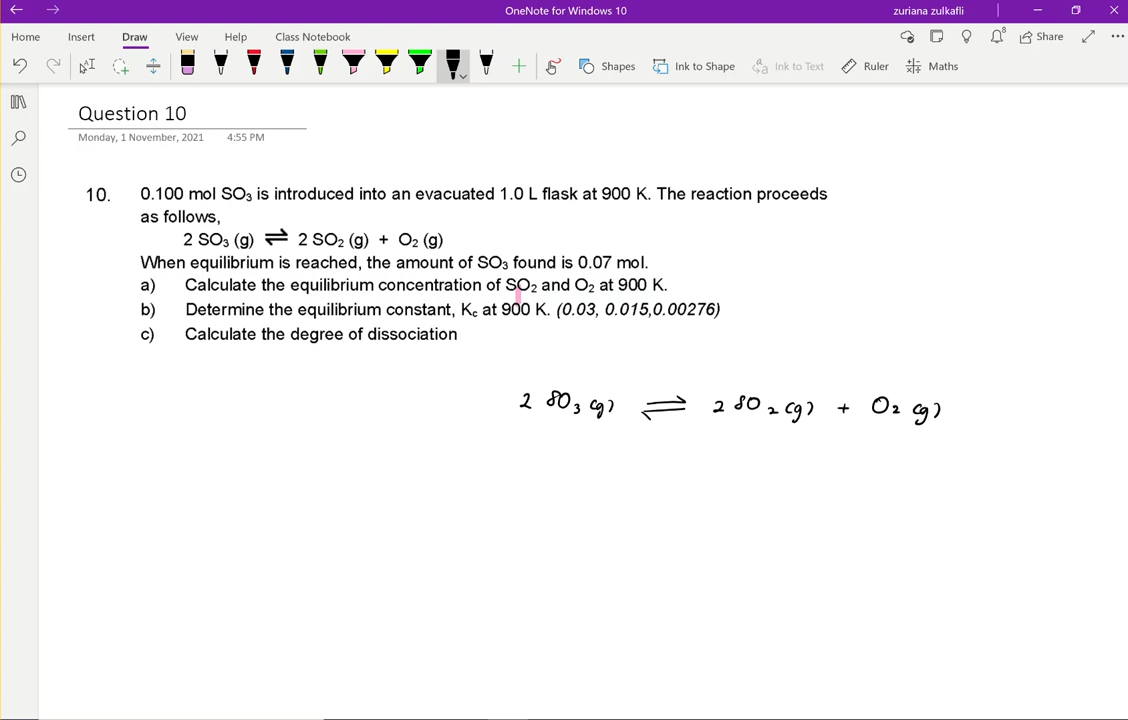 OneNote for Windows 10
zuriana zulkafli
Home Insert Draw View Help Class Notebook
8
Share
Shapes Ink to Shape Ink to Text Ruler Maths
Question 10
Monday, 1 November, 2021 4:55 PM
10. 0.100 mol SO₃ is introduced into an evacuated 1.0 L flask at 900 K. The reaction proceeds
as follows,
2 SO₃ (g) ⇌ 2 SO₂ (g) + O₂ (g)
When equilibrium is reached, the amount of SO₃ found is 0.07 mol.
a) Calculate the equilibrium concentration of SO₂ and O₂ at 900 K.
b) Determine the equilibrium constant, Kc at 900 K. (0.03, 0.015,0.00276)
c) Calculate the degree of dissociation
2 SO₃ (g) ⇌ 2 SO₂ (g) + O₂ (g)